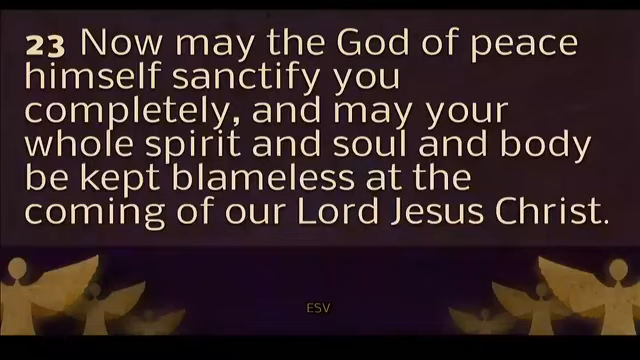 23 Now may the God of peace
himself sanctify you
completely, and may your
whole spirit and soul and body
be kept blameless at the
coming of our Lord Jesus Christ.
ESV